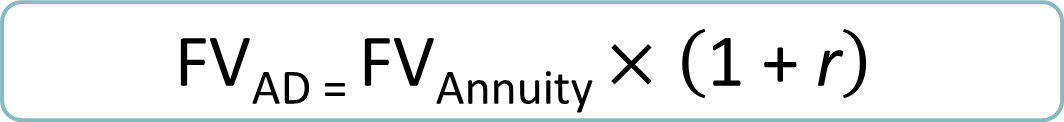 FV_AD = FV_Annuity × (1 + r)